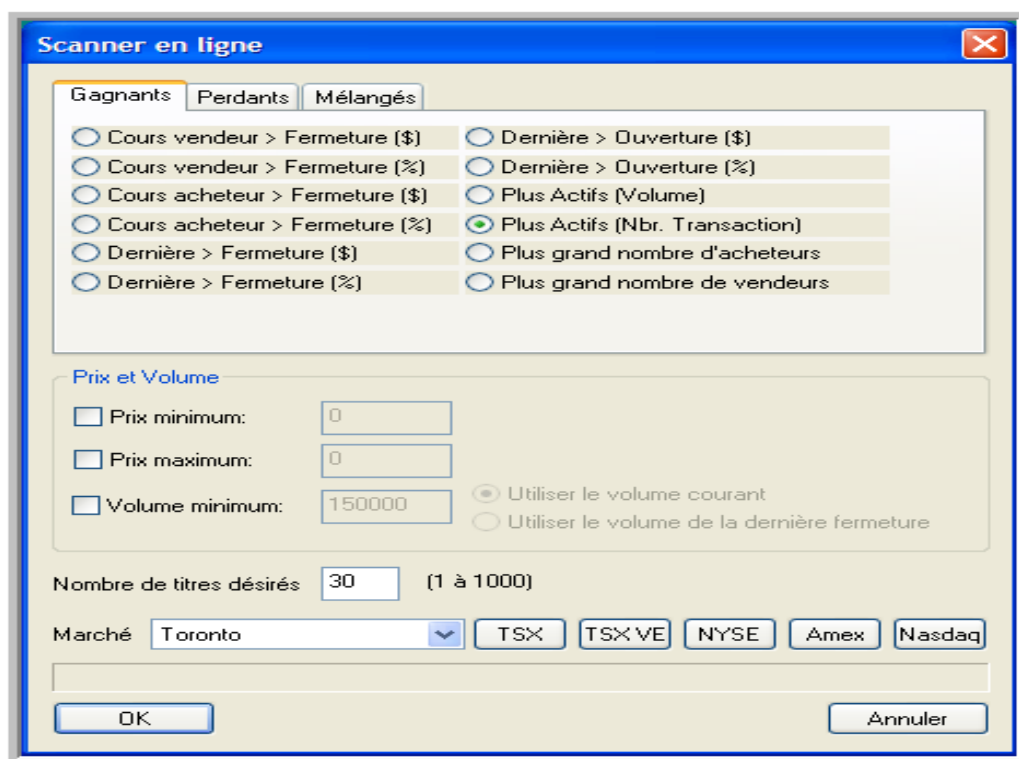 Scanner en ligne
Gagnants Perdants Mélangés
Cours vendeur > Fermeture ($) Dernière > Ouverture ($)
Cours vendeur > Fermeture (%) Dernière > Ouverture (%)
Cours acheteur > Fermeture ($) Plus Actifs (Volume)
Cours acheteur > Fermeture (%) Plus Actifs (Nbr. Transaction)
Dernière > Fermeture ($) Plus grand nombre d'acheteurs
Dernière > Fermeture (%) Plus grand nombre de vendeurs
Prix et Volume
Prix minimum: 0
Prix maximum: 0
Volume minimum: 150000 Utiliser le volume courant
Utiliser le volume de la dernière fermeture
Nombre de titres désirés 30 (1 à 1000)
Marché Toronto TSX TSX VE NYSE Amex Nasdaq
OK Annuler